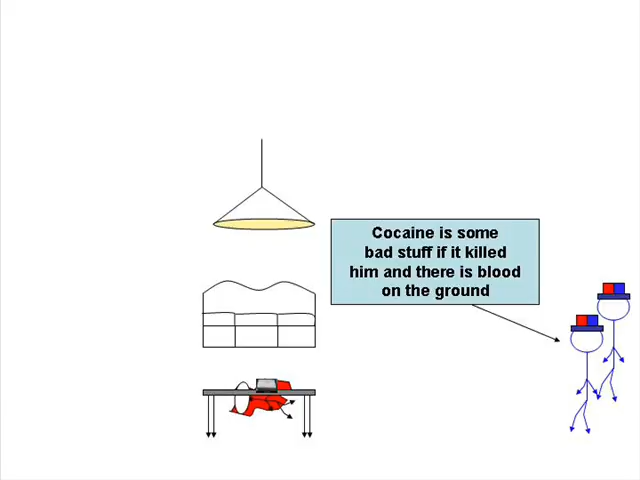 Cocaine is some
bad stuff if it killed
him and there is blood
on the ground